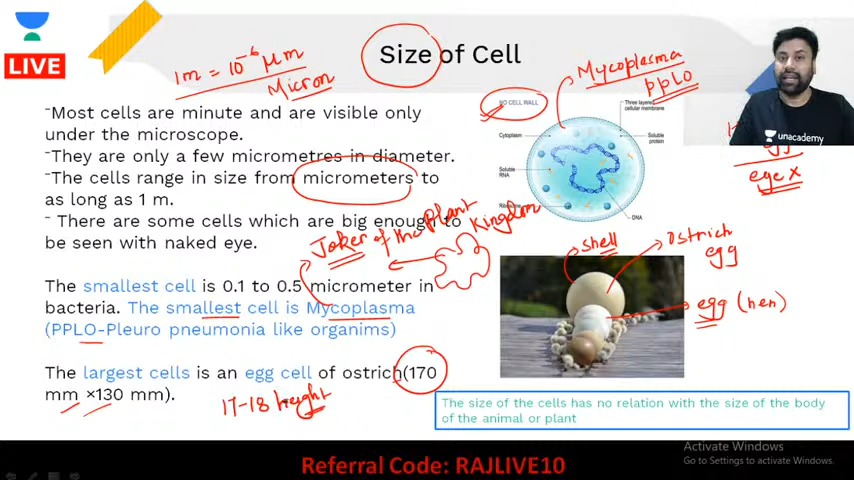 LIVE
Size of Cell
1m = 10⁻⁶ μm
Micron
⁻Most cells are minute and are visible only
under the microscope.
⁻They are only a few micrometres in diameter.
⁻The cells range in size from micrometers to
as long as 1 m.
⁻ There are some cells which are big enough to
be seen with naked eye.
Joker of the Plant
Kingdom
The smallest cell is 0.1 to 0.5 micrometer in
bacteria. The smallest cell is Mycoplasma
(PPLO-Pleuro pneumonia like organims)
The largest cells is an egg cell of ostrich(170
mm ×130 mm).
17-18 height
Mycoplasma
PPLO
NO CELL WALL
Three layered
cellular membrane
Cytoplasm
Soluble
protein
Soluble
RNA
DNA
unacademy
eye x
shell
Ostrich
egg
egg (hen)
The size of the cells has no relation with the size of the body
of the animal or plant
Activate Windows
Go to Settings to activate Windows.
Referral Code: RAJLIVE10